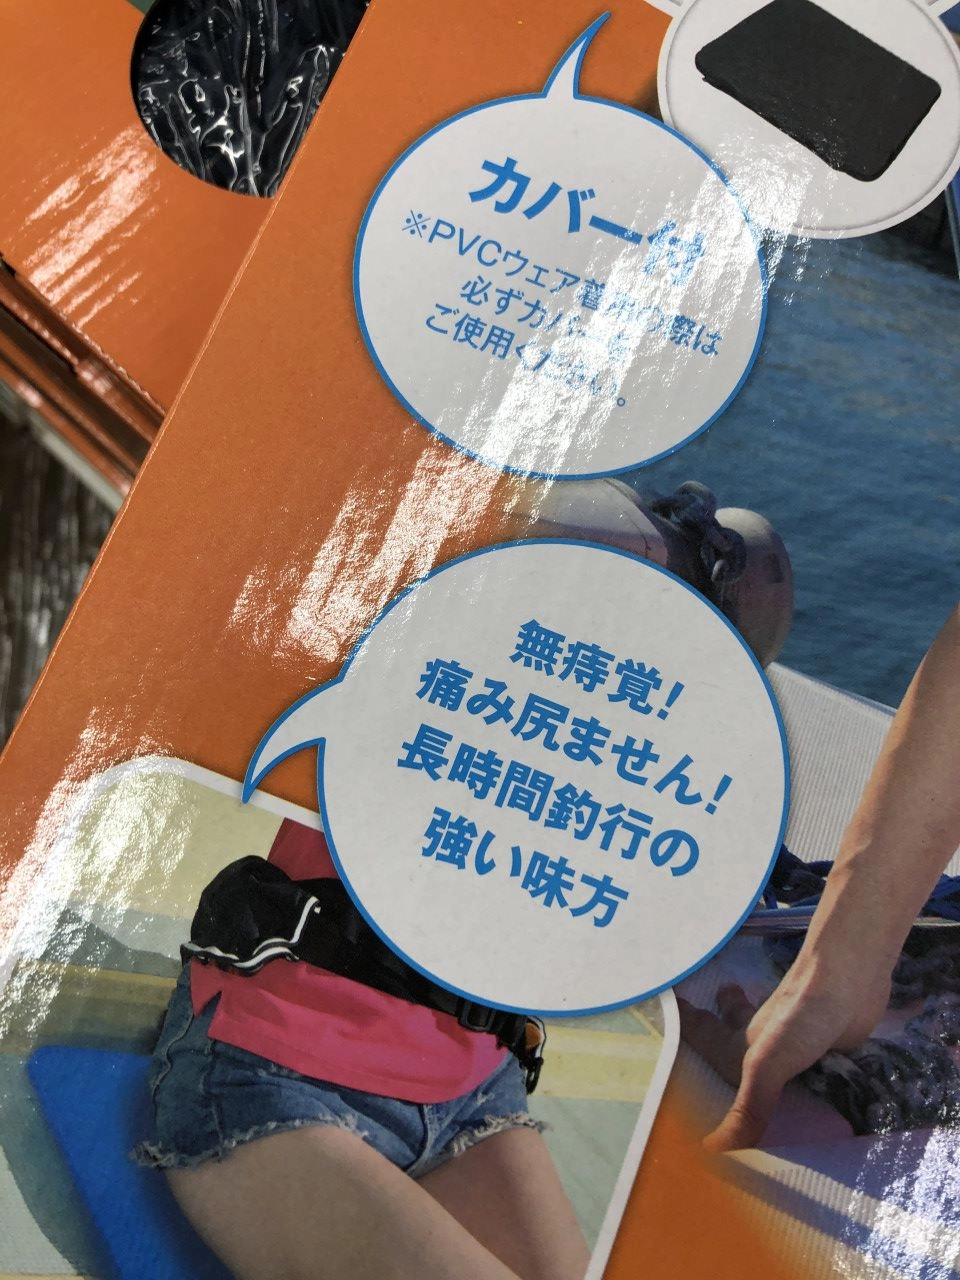 カバー付
※PVCウェア着用の際は
必ずカバーを
ご使用ください。
無痔覚!
痛み尻ません!
長時間釣行の
強い味方